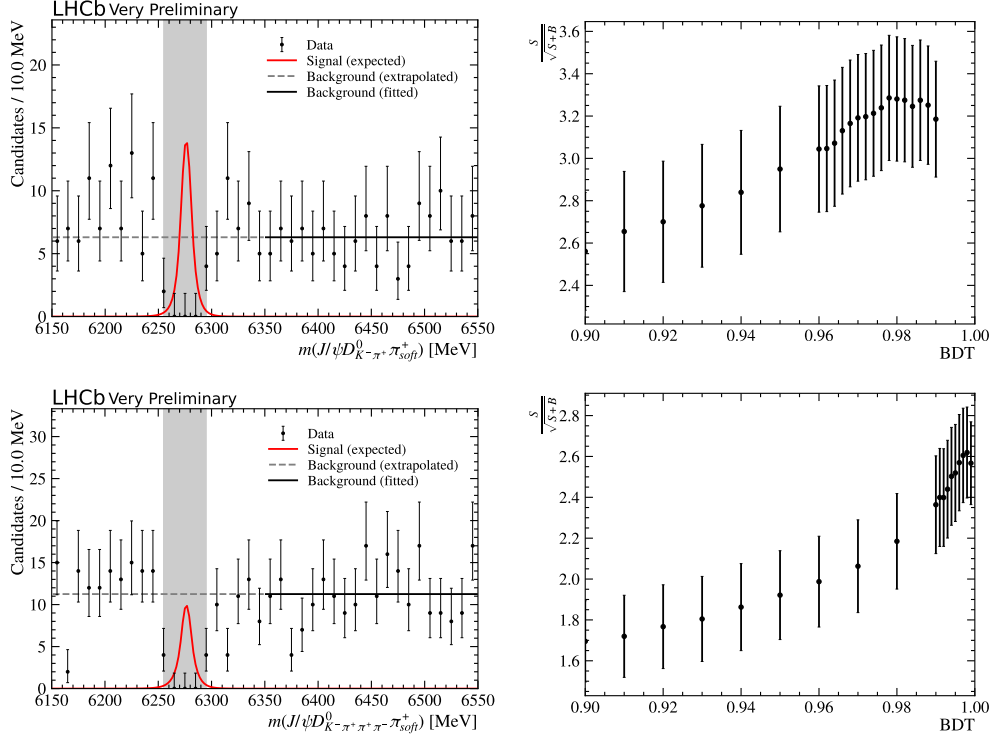 LHCb Very Preliminary
Candidates / 10.0 MeV
20
15
10
5
0
Data
Signal (expected)
Background (extrapolated)
Background (fitted)
6150 6200 6250 6300 6350 6400 6450 6500 6550
m(J/ψD⁰_{K⁻π⁺}π⁺_{soft}) [MeV]
S/√S+B
3.6
3.4
3.2
3.0
2.8
2.6
2.4
0.90 0.92 0.94 0.96 0.98 1.00
BDT
LHCb Very Preliminary
Candidates / 10.0 MeV
30
25
20
15
10
5
0
Data
Signal (expected)
Background (extrapolated)
Background (fitted)
6150 6200 6250 6300 6350 6400 6450 6500 6550
m(J/ψD⁰_{K⁻π⁺π⁺π⁻}π⁺_{soft}) [MeV]
S/√S+B
2.8
2.6
2.4
2.2
2.0
1.8
1.6
0.90 0.92 0.94 0.96 0.98 1.00
BDT